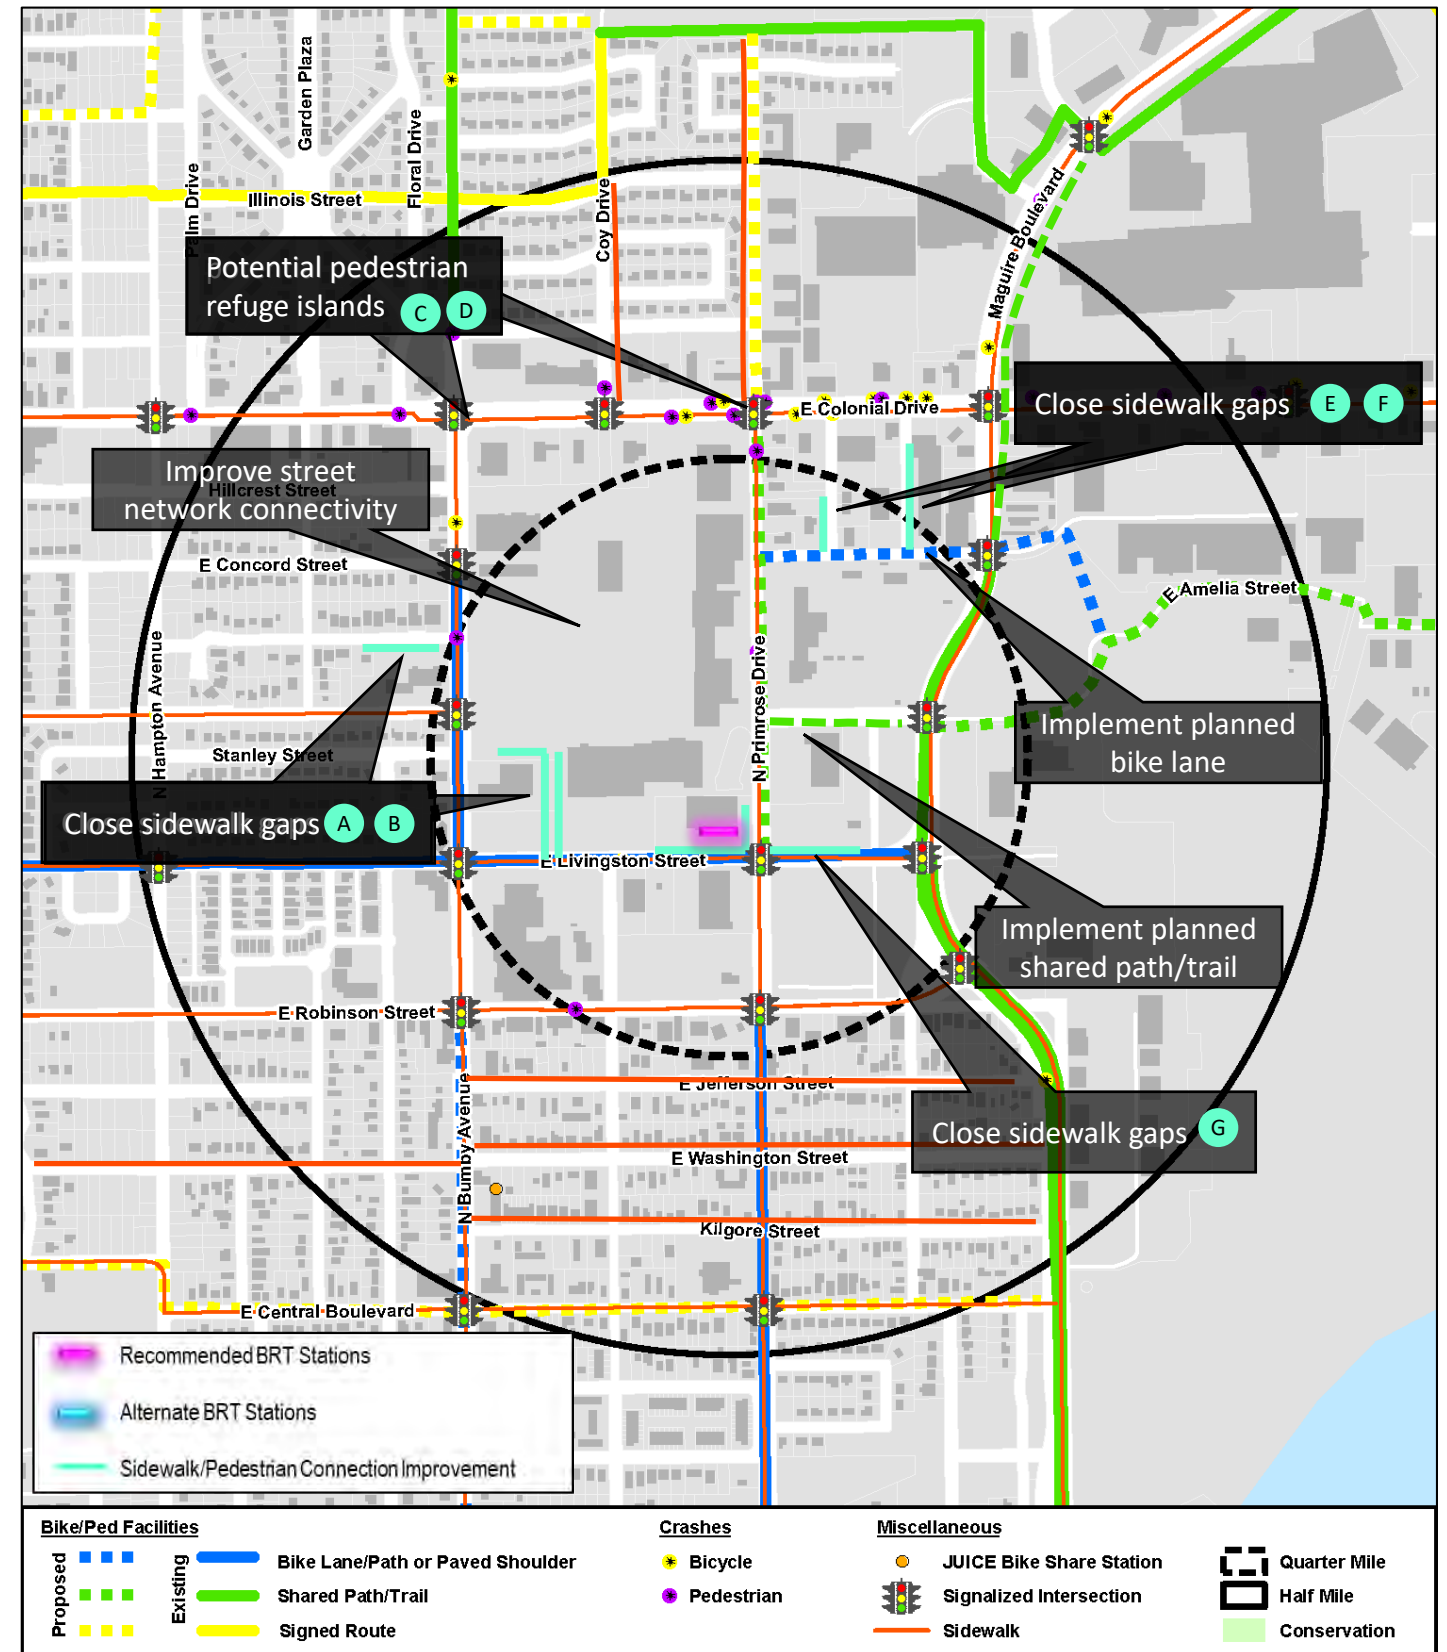 Garden Plaza
Floral Drive
Palm Drive
Illinois Street
Coy Drive
Maguire Boulevard
Potential pedestrian
refuge islands
C
D
E Colonial Drive
Close sidewalk gaps
E
F
Improve street
network connectivity
Hillcrest Street
E Concord Street
E Amelia Street
N Hampton Avenue
N Primrose Drive
Stanley Street
Implement planned
bike lane
Close sidewalk gaps
A
B
E Livingston Street
Implement planned
shared path/trail
E Robinson Street
E Jefferson Street
N Bumby Avenue
Close sidewalk gaps
G
E Washington Street
Kilgore Street
E Central Boulevard
Recommended BRT Stations
Alternate BRT Stations
Sidewalk/Pedestrian Connection Improvement
Bike/Ped Facilities
Proposed
Existing
Bike Lane/Path or Paved Shoulder
Shared Path/Trail
Signed Route
Crashes
Bicycle
Pedestrian
Miscellaneous
JUICE Bike Share Station
Signalized Intersection
Sidewalk
Quarter Mile
Half Mile
Conservation